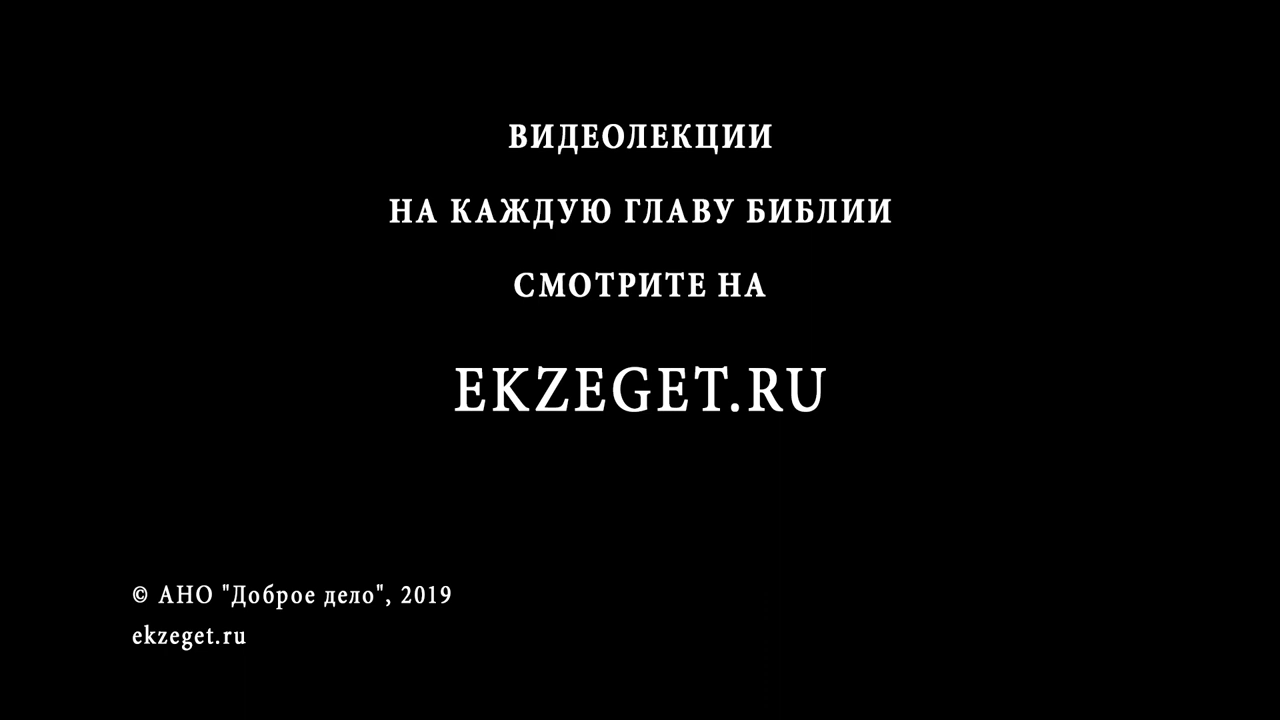 ВИДЕОЛЕКЦИИ
НА КАЖДУЮ ГЛАВУ БИБЛИИ
СМОТРИТЕ НА
EKZEGET.RU
© АНО "Доброе дело", 2019
ekzeget.ru